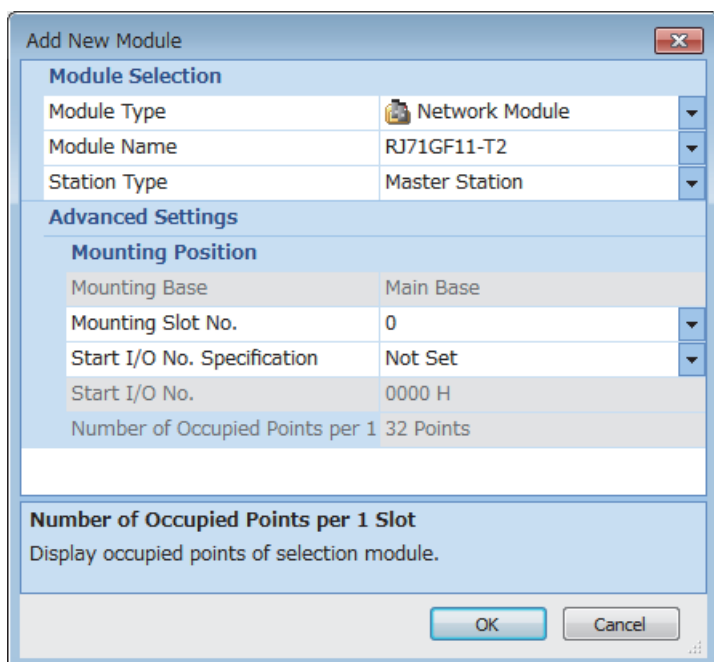 Add New Module
Module Selection
Module Type Network Module
Module Name RJ71GF11-T2
Station Type Master Station
Advanced Settings
Mounting Position
Mounting Base Main Base
Mounting Slot No. 0
Start I/O No. Specification Not Set
Start I/O No. 0000 H
Number of Occupied Points per 1 32 Points
Number of Occupied Points per 1 Slot
Display occupied points of selection module.
OK Cancel